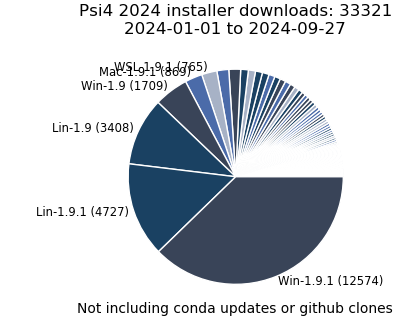 Psi4 2024 installer downloads: 33321
2024-01-01 to 2024-09-27
WSL-1.9.1 (765)
Mac-1.9.1 (869)
Win-1.9 (1709)
Lin-1.9 (3408)
Lin-1.9.1 (4727)
Win-1.9.1 (12574)
Not including conda updates or github clones